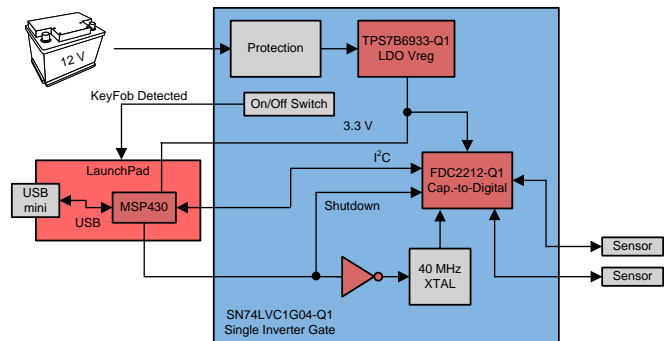 12 V
Protection
TPS7B6933-Q1
LDO Vreg
KeyFob Detected
On/Off Switch
3.3 V
LaunchPad
I²C
FDC2212-Q1
Cap.-to-Digital
USB
mini
MSP430
USB
Shutdown
Sensor
Sensor
40 MHz
XTAL
SN74LVC1G04-Q1
Single Inverter Gate